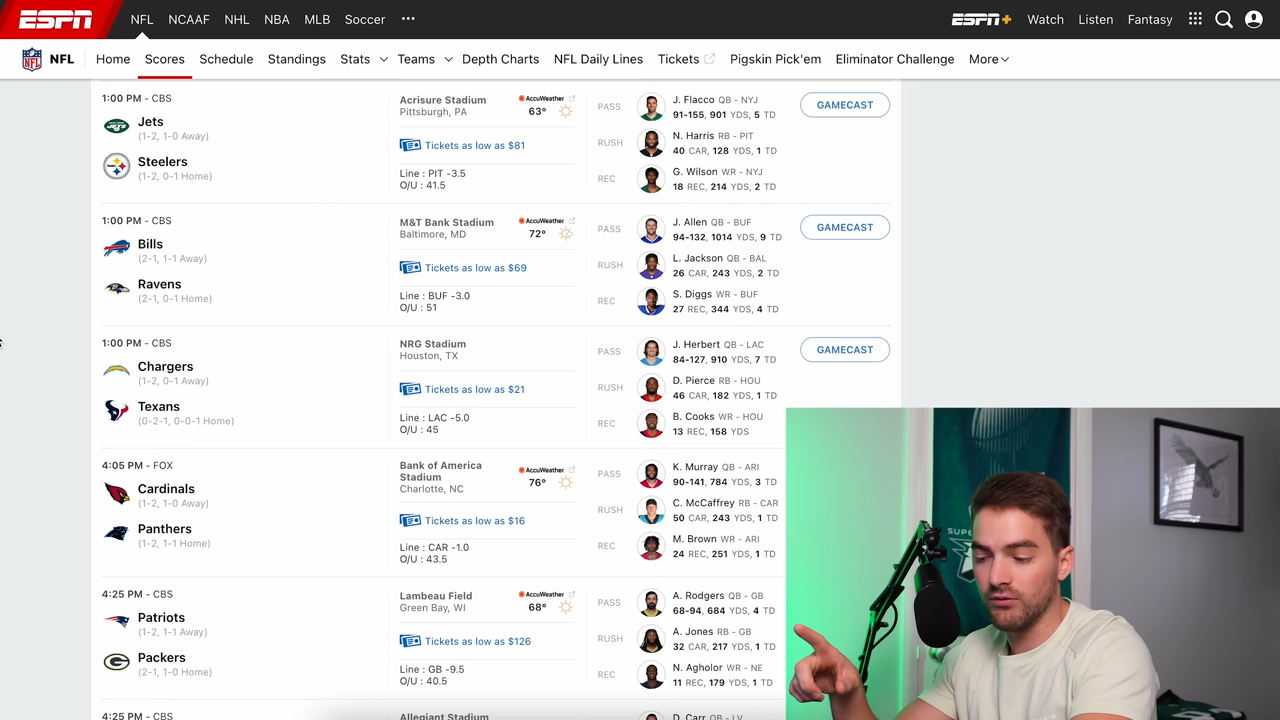 ESPN NFL NCAAF NHL NBA MLB Soccer ••• ESPN+ Watch Listen Fantasy
NFL Home Scores Schedule Standings Stats Teams Depth Charts NFL Daily Lines Tickets Pigskin Pick'em Eliminator Challenge More
1:00 PM - CBS
Jets
(1-2, 1-0 Away)
Steelers
(1-2, 0-1 Home)
Acrisure Stadium
Pittsburgh, PA
AccuWeather
63°
Tickets as low as $81
Line : PIT -3.5
O/U : 41.5
PASS
J. Flacco QB - NYJ
91-155, 901 YDS, 5 TD
RUSH
N. Harris RB - PIT
40 CAR, 128 YDS, 1 TD
REC
G. Wilson WR - NYJ
18 REC, 214 YDS, 2 TD
GAMECAST
1:00 PM - CBS
Bills
(2-1, 1-1 Away)
Ravens
(2-1, 0-1 Home)
M&T Bank Stadium
Baltimore, MD
AccuWeather
72°
Tickets as low as $69
Line : BUF -3.0
O/U : 51
PASS
J. Allen QB - BUF
94-132, 1014 YDS, 9 TD
RUSH
L. Jackson QB - BAL
26 CAR, 243 YDS, 2 TD
REC
S. Diggs WR - BUF
27 REC, 344 YDS, 4 TD
GAMECAST
1:00 PM - CBS
Chargers
(1-2, 0-1 Away)
Texans
(0-2-1, 0-0-1 Home)
NRG Stadium
Houston, TX
Tickets as low as $21
Line : LAC -5.0
O/U : 45
PASS
J. Herbert QB - LAC
84-127, 910 YDS, 7 TD
RUSH
D. Pierce RB - HOU
46 CAR, 182 YDS, 1 TD
REC
B. Cooks WR - HOU
13 REC, 158 YDS
GAMECAST
4:05 PM - FOX
Cardinals
(1-2, 1-0 Away)
Panthers
(1-2, 1-1 Home)
Bank of America
Stadium
Charlotte, NC
AccuWeather
76°
Tickets as low as $16
Line : CAR -1.0
O/U : 43.5
PASS
K. Murray QB - ARI
90-141, 784 YDS, 3 TD
RUSH
C. McCaffrey RB - CAR
50 CAR, 243 YDS, 1 TD
REC
M. Brown WR - ARI
24 REC, 251 YDS, 1 TD
4:25 PM - CBS
Patriots
(1-2, 1-1 Away)
Packers
(2-1, 1-0 Home)
Lambeau Field
Green Bay, WI
AccuWeather
68°
Tickets as low as $126
Line : GB -9.5
O/U : 40.5
PASS
A. Rodgers QB - GB
68-94, 684 YDS, 4 TD
RUSH
A. Jones RB - GB
32 CAR, 217 YDS, 1 TD
REC
N. Agholor WR - NE
11 REC, 179 YDS, 1 TD
4:25 PM - CBS
Allegiant Stadium
D. Carr QB - LV
SUPE